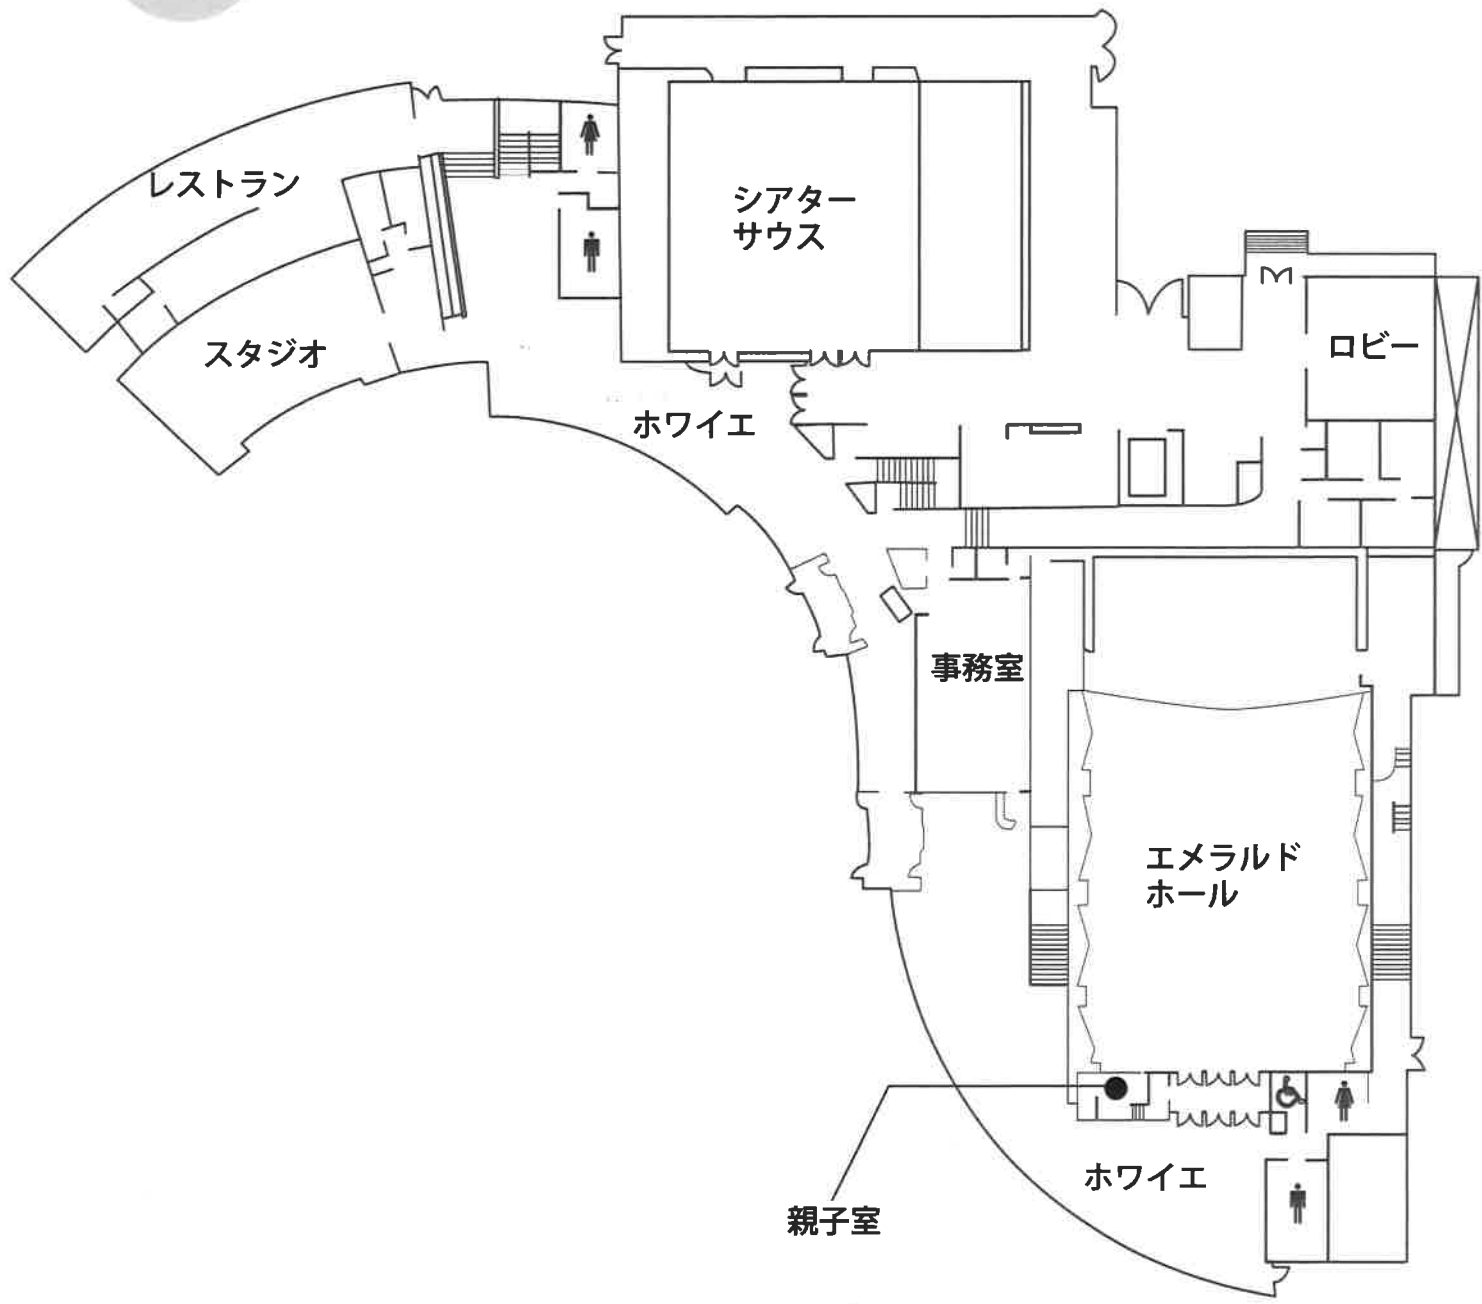 レストラン
シアター
サウス
スタジオ
ロビー
ホワイエ
事務室
エメラルド
ホール
ホワイエ
親子室